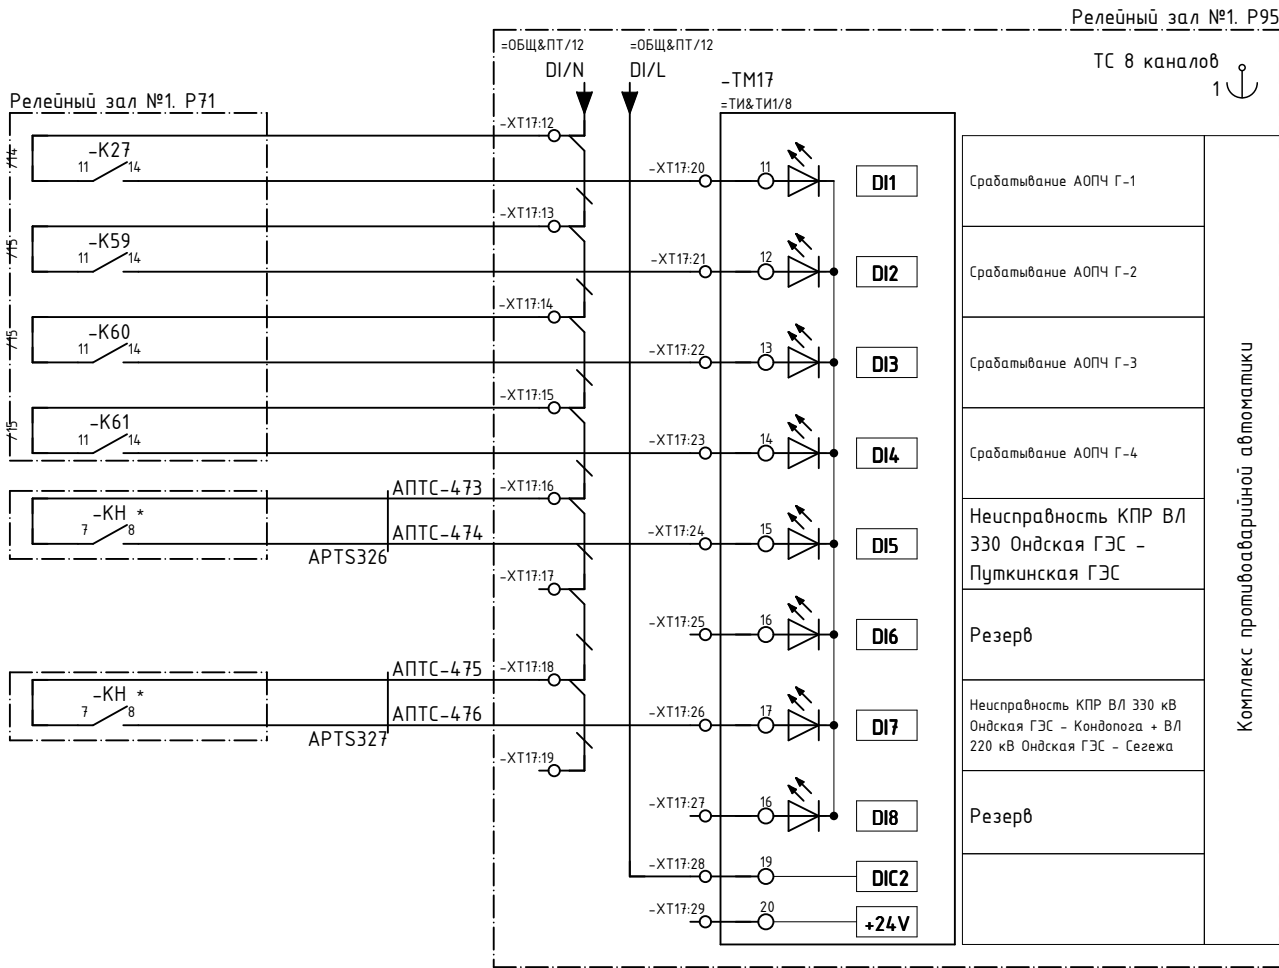 Релейный зал №1. Р95
=ОБЩ&ПТ/12
=ОБЩ&ПТ/12
DI/N
DI/L
ТС 8 каналов
1
-ТМ17
=ТИ&ТИ1/8
Релейный зал №1. Р71
-XT17:12
/14
-К27
11
14
-XT17:20
11
DI1
Срабатывание АОПЧ Г-1
-XT17:13
/15
-К59
11
14
-XT17:21
12
DI2
Срабатывание АОПЧ Г-2
-XT17:14
/15
-К60
11
14
-XT17:22
13
DI3
Срабатывание АОПЧ Г-3
-XT17:15
/15
-К61
11
14
-XT17:23
14
DI4
Срабатывание АОПЧ Г-4
АПТС-473
-XT17:16
-КН *
7
8
АПТС-474
APTS326
-XT17:24
15
DI5
Неисправность КПР ВЛ
330 Ондская ГЭС -
Путкинская ГЭС
-XT17:17
-XT17:25
16
DI6
Резерв
АПТС-475
-XT17:18
-КН *
7
8
АПТС-476
APTS327
-XT17:26
17
DI7
Неисправность КПР ВЛ 330 кВ
Ондская ГЭС - Кондопога + ВЛ
220 кВ Ондская ГЭС - Сегежа
-XT17:19
-XT17:27
16
DI8
Резерв
-XT17:28
19
DIC2
-XT17:29
20
+24V
Комплекс противоаварийной автоматики